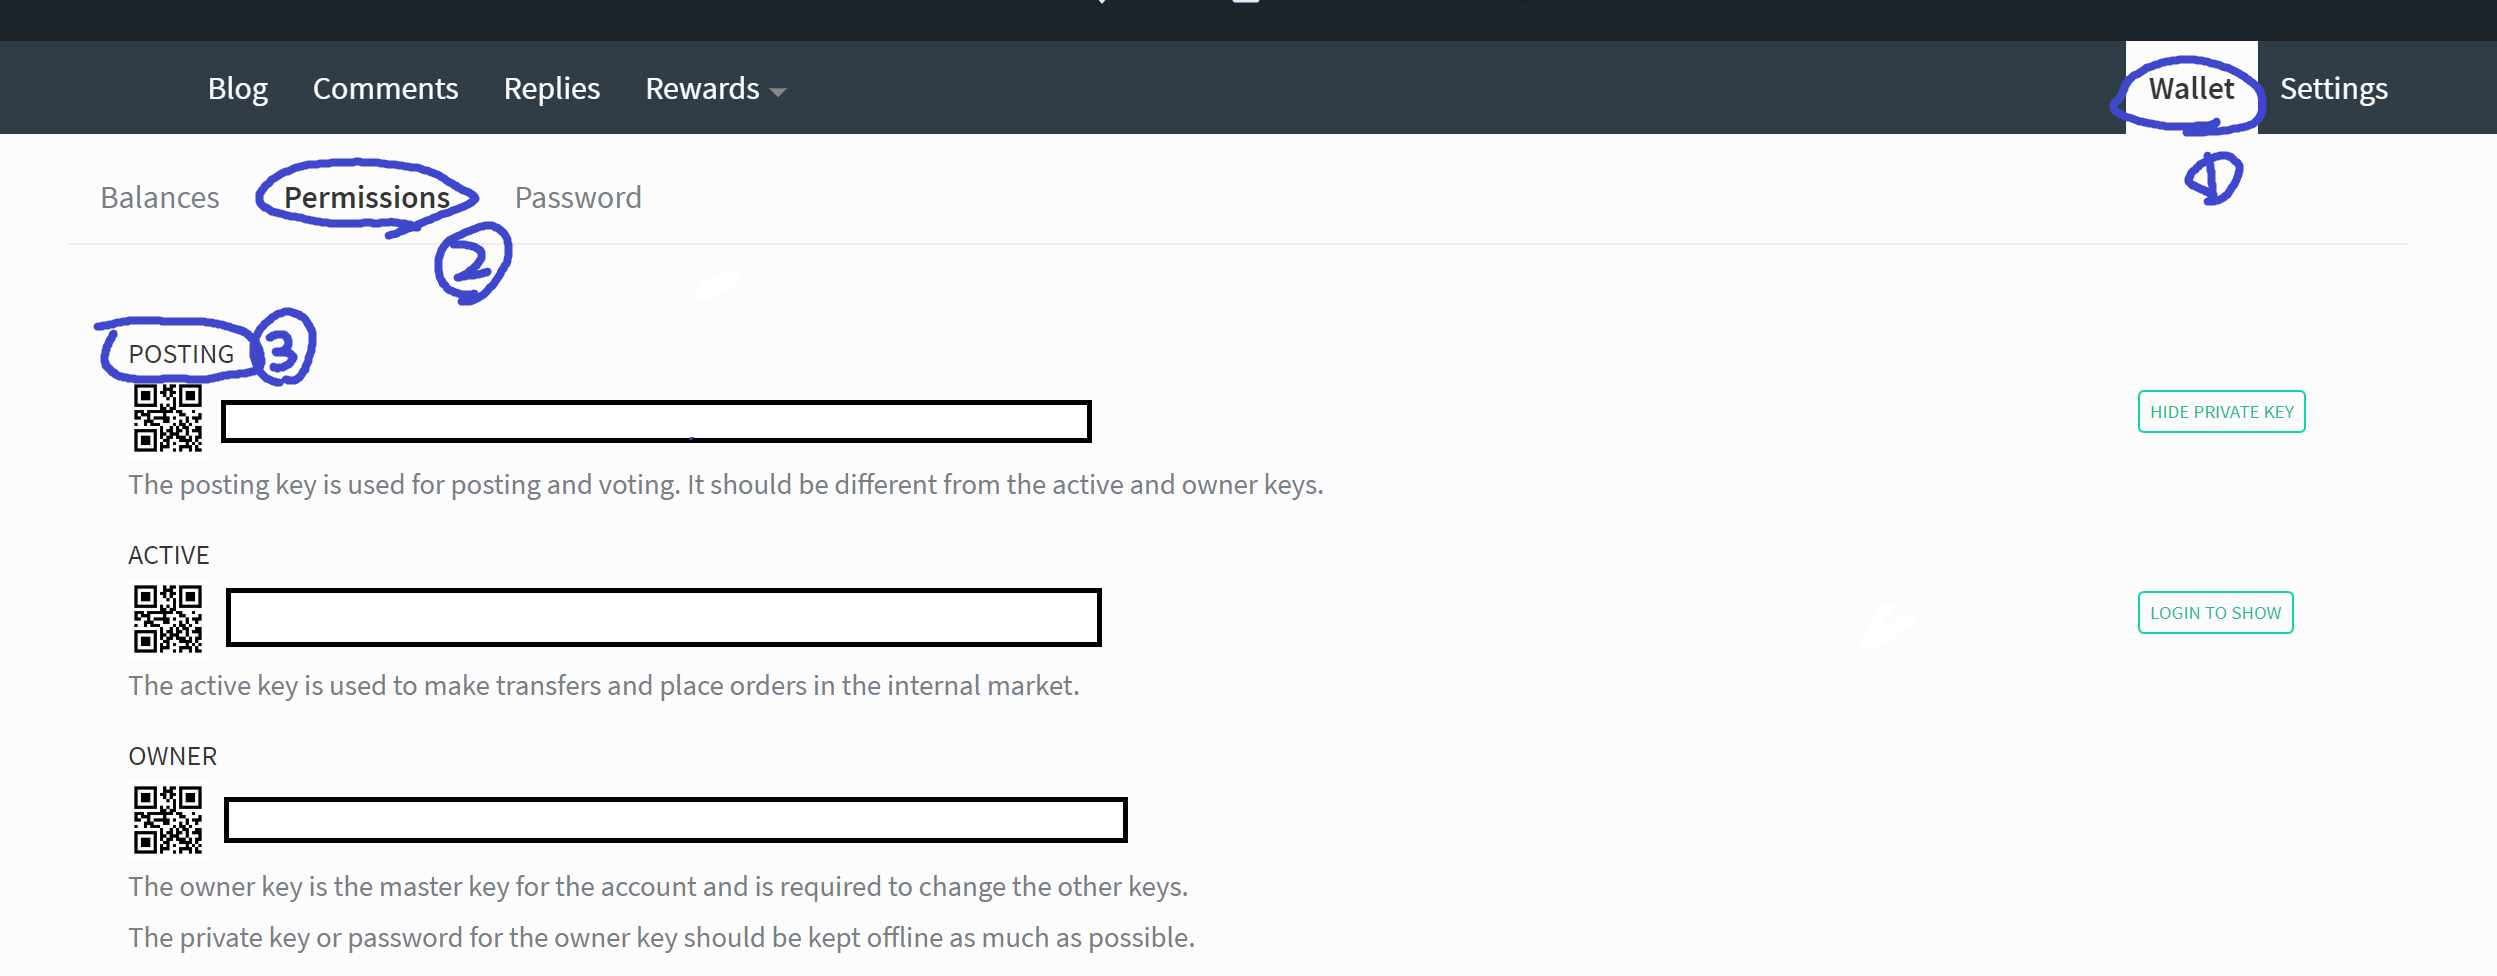 Blog Comments Replies Rewards Wallet Settings
1
Balances Permissions Password
2
POSTING 3
HIDE PRIVATE KEY
The posting key is used for posting and voting. It should be different from the active and owner keys.
ACTIVE
LOGIN TO SHOW
The active key is used to make transfers and place orders in the internal market.
OWNER
The owner key is the master key for the account and is required to change the other keys.
The private key or password for the owner key should be kept offline as much as possible.